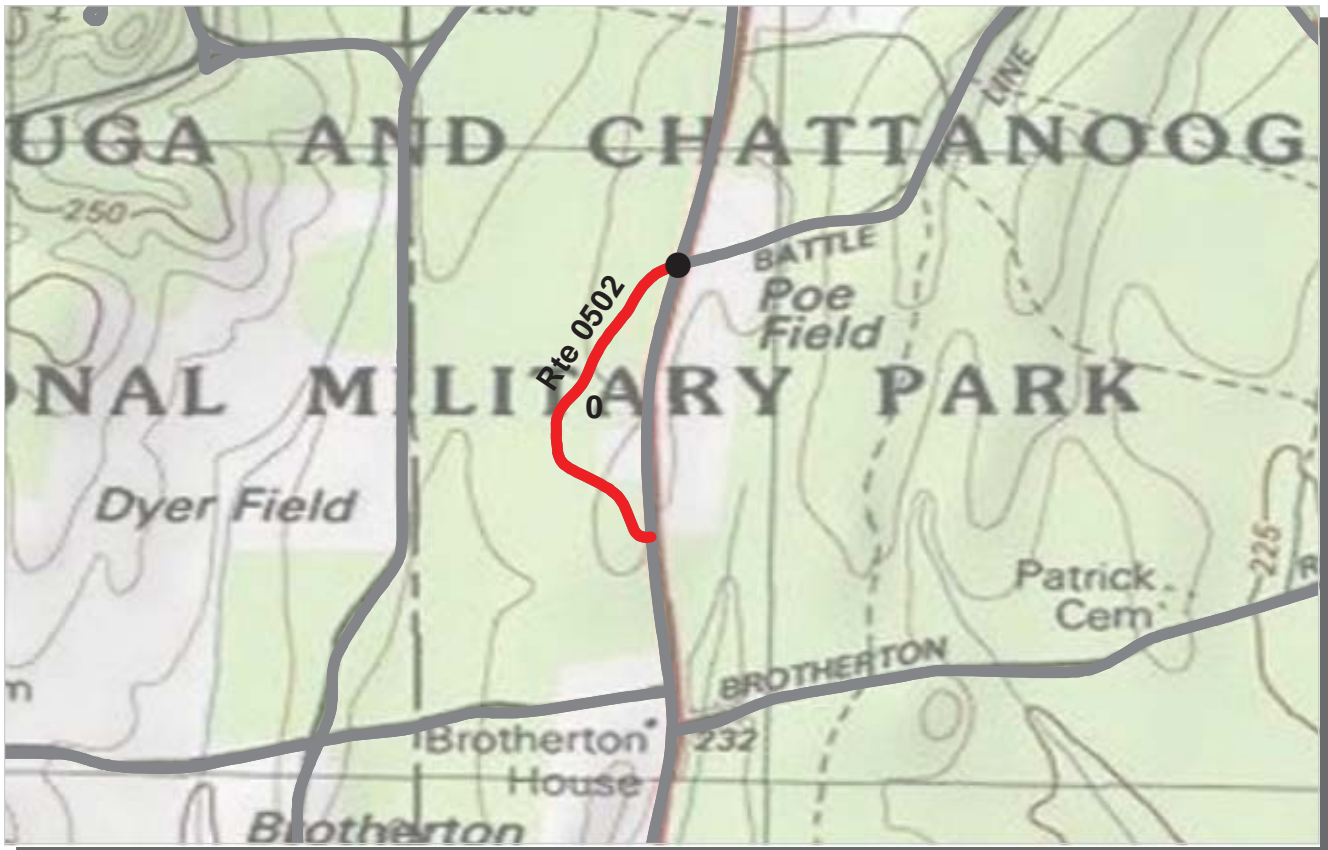 250
LINE
UGA AND CHATTANOOG
250
BATTLE
Poe
Field
Rte 0502
0
ONAL MILITARY PARK
Dyer Field
225
Patrick
Cem
R
BROTHERTON
m
Brotherton
232
House
Brotherton